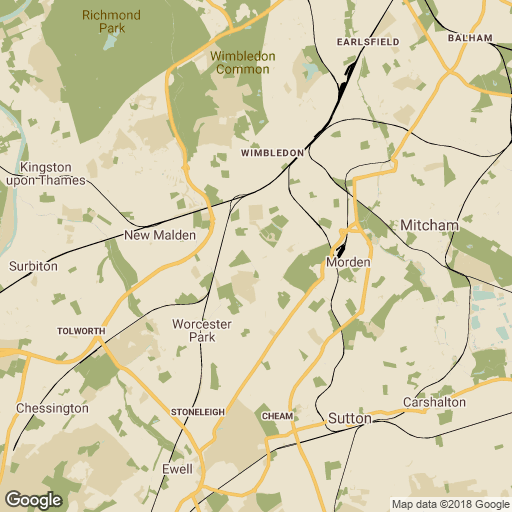 Richmond
Park
EARLSFIELD
BALHAM
Wimbledon
Common
WIMBLEDON
Kingston
upon Thames
New Malden
Mitcham
Surbiton
Morden
TOLWORTH
Worcester
Park
Chessington
STONELEIGH
CHEAM
Sutton
Carshalton
Ewell
Google
Map data ©2018 Google